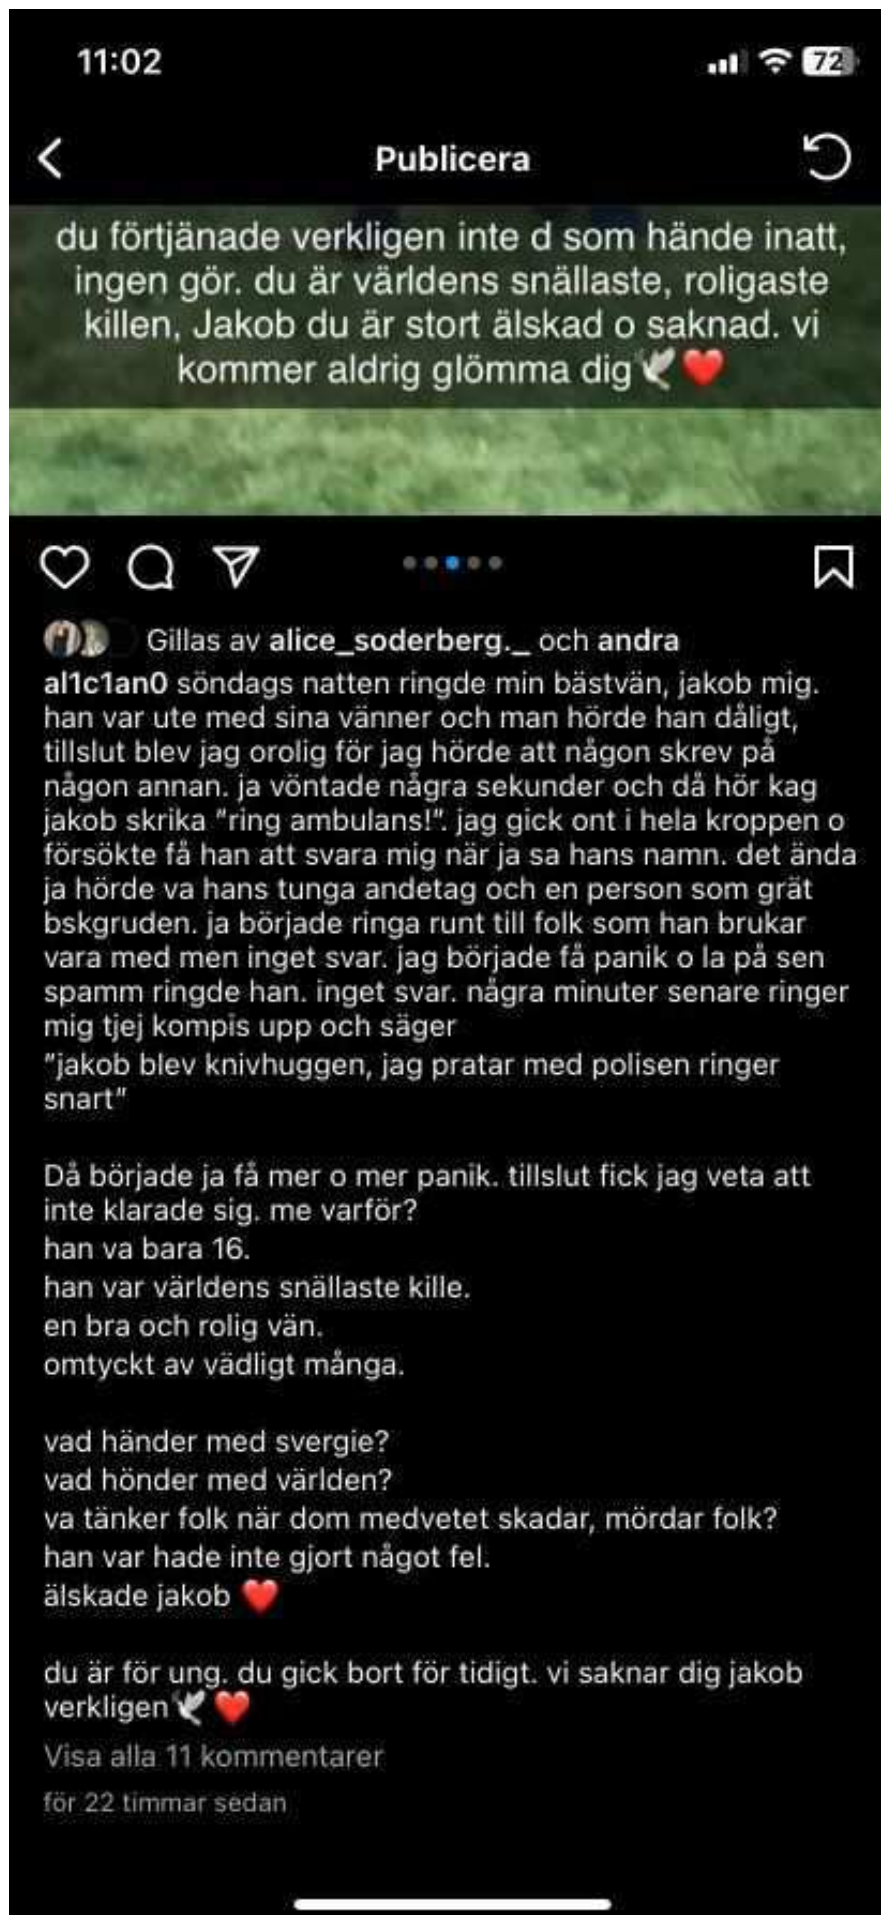 11:02
72
Publicera
du förtjänade verkligen inte d som hände inatt,
ingen gör. du är världens snällaste, roligaste
killen, Jakob du är stort älskad o saknad. vi
kommer aldrig glömma dig🕊❤️
Gillas av alice_soderberg._ och andra
al1c1an0 söndags natten ringde min bästvän, jakob mig.
han var ute med sina vänner och man hörde han dåligt,
tillslut blev jag orolig för jag hörde att någon skrev på
någon annan. ja vöntade några sekunder och då hör kag
jakob skrika "ring ambulans!". jag gick ont i hela kroppen o
försökte få han att svara mig när ja sa hans namn. det ända
ja hörde va hans tunga andetag och en person som grät
bskgruden. ja började ringa runt till folk som han brukar
vara med men inget svar. jag började få panik o la på sen
spamm ringde han. inget svar. några minuter senare ringer
mig tjej kompis upp och säger
"jakob blev knivhuggen, jag pratar med polisen ringer
snart"
Då började ja få mer o mer panik. tillslut fick jag veta att
inte klarade sig. me varför?
han va bara 16.
han var världens snällaste kille.
en bra och rolig vän.
omtyckt av vädligt många.
vad händer med svergie?
vad hönder med världen?
va tänker folk när dom medvetet skadar, mördar folk?
han var hade inte gjort något fel.
älskade jakob ❤️
du är för ung. du gick bort för tidigt. vi saknar dig jakob
verkligen🕊❤️
Visa alla 11 kommentarer
för 22 timmar sedan